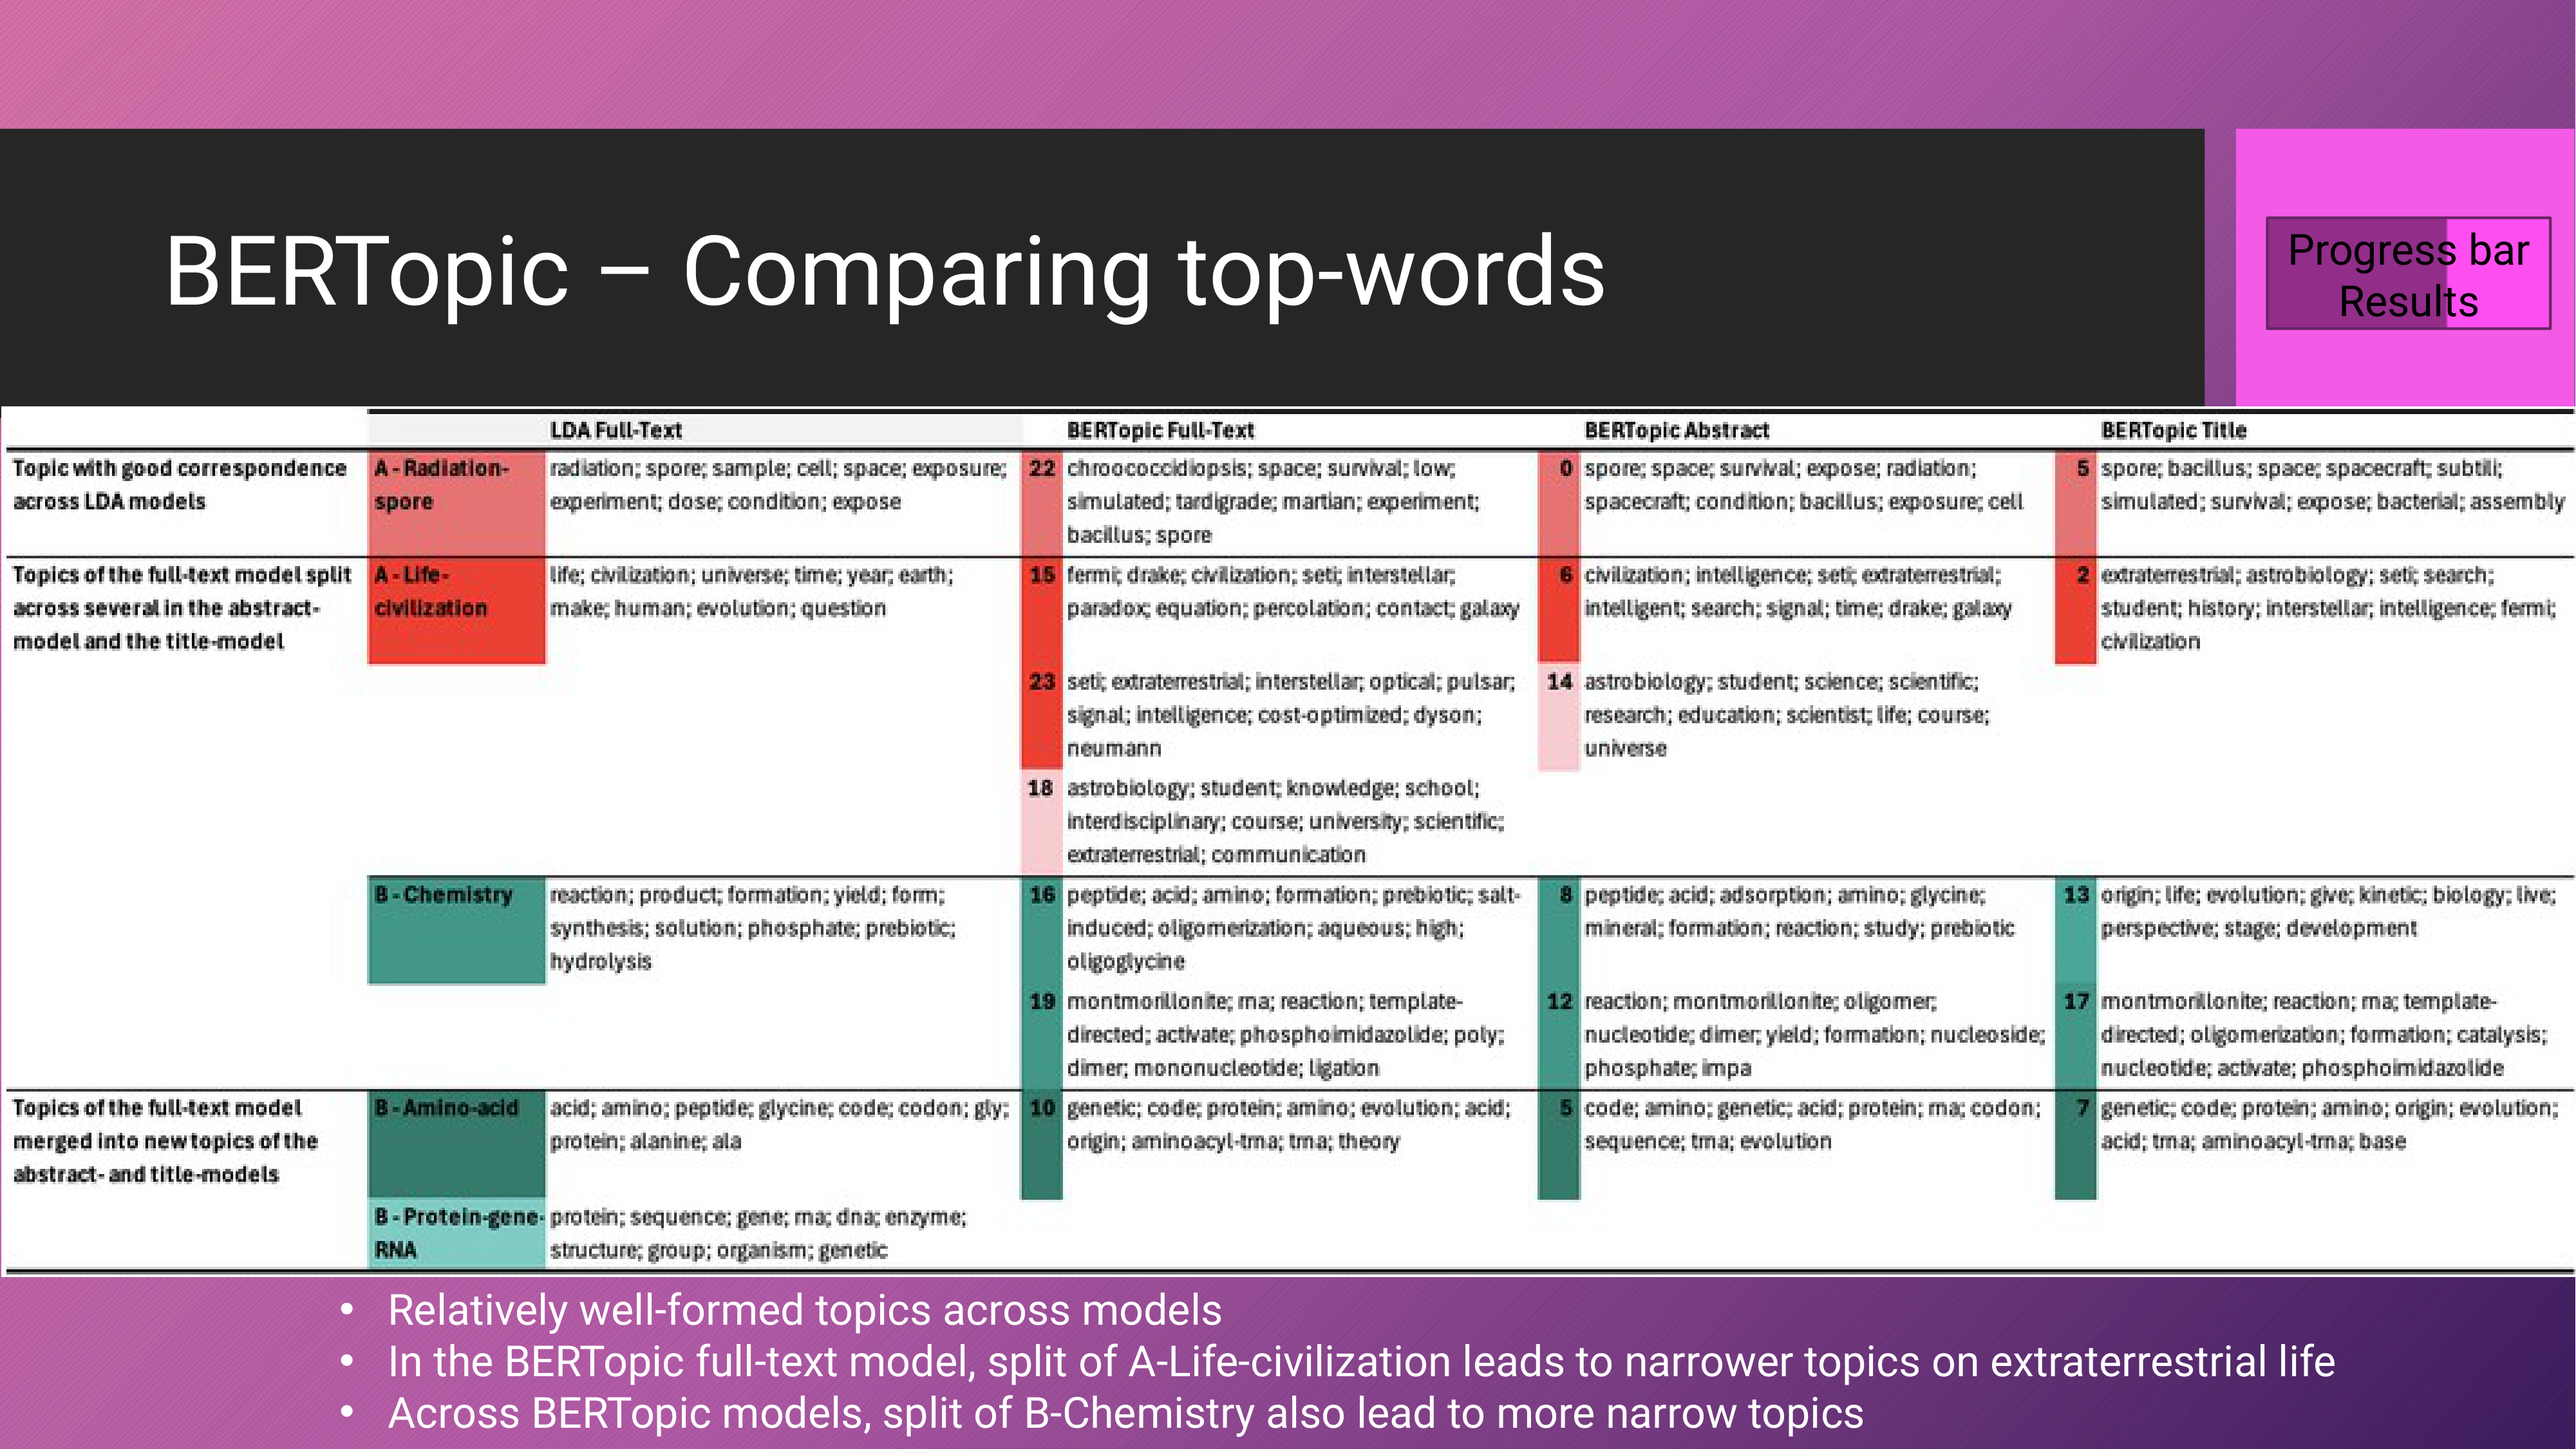 BERTopic – Comparing top-words
Progress bar
Results
LDA Full-Text
BERTopic Full-Text
BERTopic Abstract
BERTopic Title
Topic with good correspondence
across LDA models
A - Radiation-
spore
radiation; spore; sample; cell; space; exposure;
experiment; dose; condition; expose
22
chroococcidiopsis; space; survival; low;
simulated; tardigrade; martian; experiment;
bacillus; spore
0
spore; space; survival; expose; radiation;
spacecraft; condition; bacillus; exposure; cell
5
spore; bacillus; space; spacecraft; subtili;
simulated; survival; expose; bacterial; assembly
Topics of the full-text model split
across several in the abstract-
model and the title-model
A - Life-
civilization
life; civilization; universe; time; year; earth;
make; human; evolution; question
15
fermi; drake; civilization; seti; interstellar;
paradox; equation; percolation; contact; galaxy
6
civilization; intelligence; seti; extraterrestrial;
intelligent; search; signal; time; drake; galaxy
2
extraterrestrial; astrobiology; seti; search;
student; history; interstellar; intelligence; fermi;
civilization
23
seti; extraterrestrial; interstellar; optical; pulsar;
signal; intelligence; cost-optimized; dyson;
neumann
14
astrobiology; student; science; scientific;
research; education; scientist; life; course;
universe
18
astrobiology; student; knowledge; school;
interdisciplinary; course; university; scientific;
extraterrestrial; communication
B - Chemistry
reaction; product; formation; yield; form;
synthesis; solution; phosphate; prebiotic;
hydrolysis
16
peptide; acid; amino; formation; prebiotic; salt-
induced; oligomerization; aqueous; high;
oligoglycine
8
peptide; acid; adsorption; amino; glycine;
mineral; formation; reaction; study; prebiotic
13
origin; life; evolution; give; kinetic; biology; live;
perspective; stage; development
19
montmorillonite; rna; reaction; template-
directed; activate; phosphoimidazolide; poly;
dimer; mononucleotide; ligation
12
reaction; montmorillonite; oligomer;
nucleotide; dimer; yield; formation; nucleoside;
phosphate; impa
17
montmorillonite; reaction; rna; template-
directed; oligomerization; formation; catalysis;
nucleotide; activate; phosphoimidazolide
Topics of the full-text model
merged into new topics of the
abstract- and title-models
B - Amino-acid
acid; amino; peptide; glycine; code; codon; gly;
protein; alanine; ala
10
genetic; code; protein; amino; evolution; acid;
origin; aminoacyl-trna; trna; theory
5
code; amino; genetic; acid; protein; rna; codon;
sequence; trna; evolution
7
genetic; code; protein; amino; origin; evolution;
acid; trna; aminoacyl-trna; base
B - Protein-gene-
RNA
protein; sequence; gene; rna; dna; enzyme;
structure; group; organism; genetic
• Relatively well-formed topics across models
• In the BERTopic full-text model, split of A-Life-civilization leads to narrower topics on extraterrestrial life
• Across BERTopic models, split of B-Chemistry also lead to more narrow topics